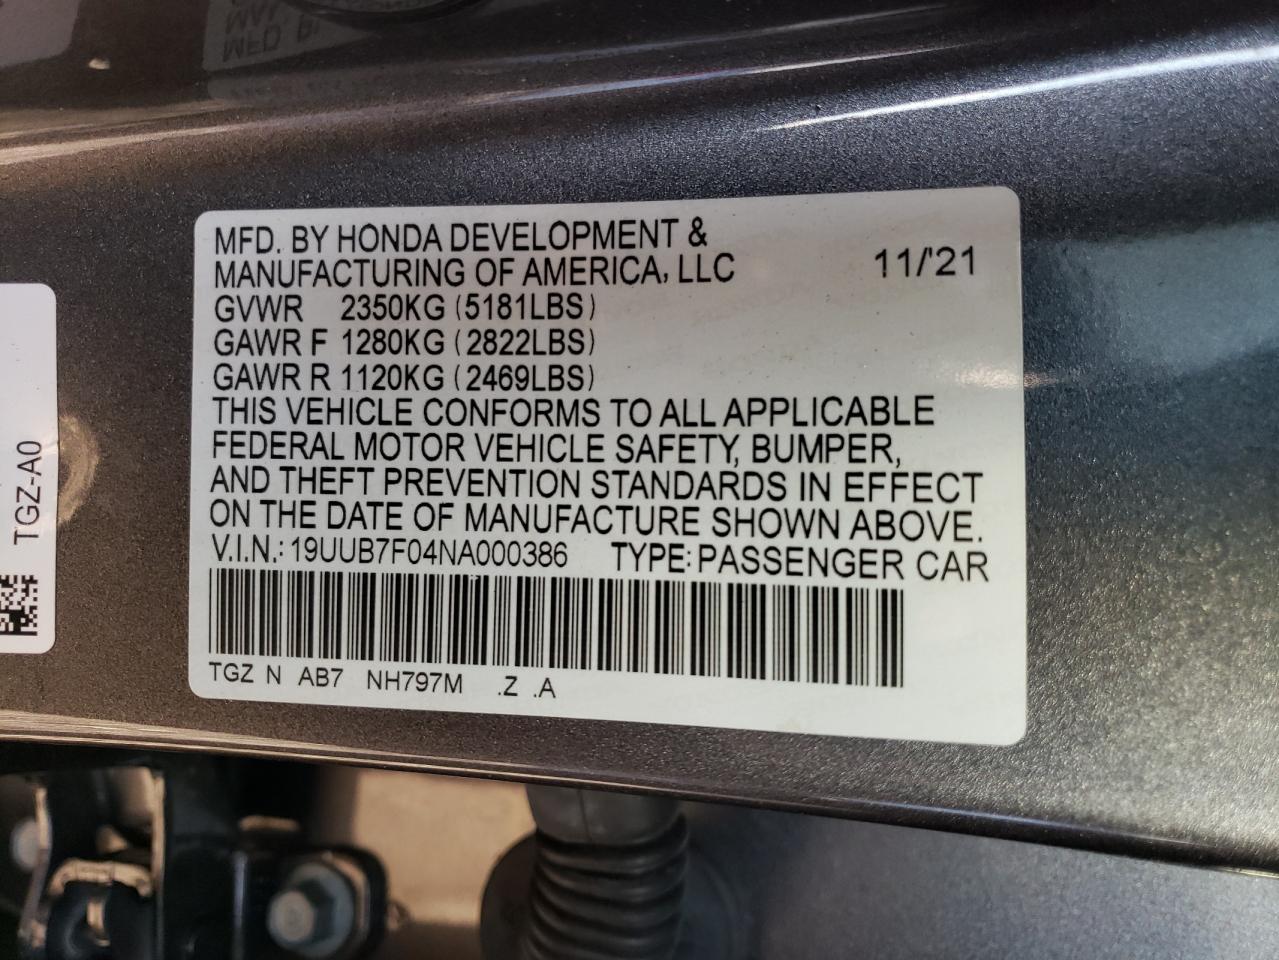 MFD. BY HONDA DEVELOPMENT &
MANUFACTURING OF AMERICA, LLC 11/'21
GVWR 2350KG (5181LBS)
GAWR F 1280KG (2822LBS)
GAWR R 1120KG (2469LBS)
THIS VEHICLE CONFORMS TO ALL APPLICABLE
FEDERAL MOTOR VEHICLE SAFETY, BUMPER,
AND THEFT PREVENTION STANDARDS IN EFFECT
ON THE DATE OF MANUFACTURE SHOWN ABOVE.
V.I.N.: 19UUB7F04NA000386 TYPE: PASSENGER CAR
TGZ N AB7 NH797M .Z .A
TGZ-A0